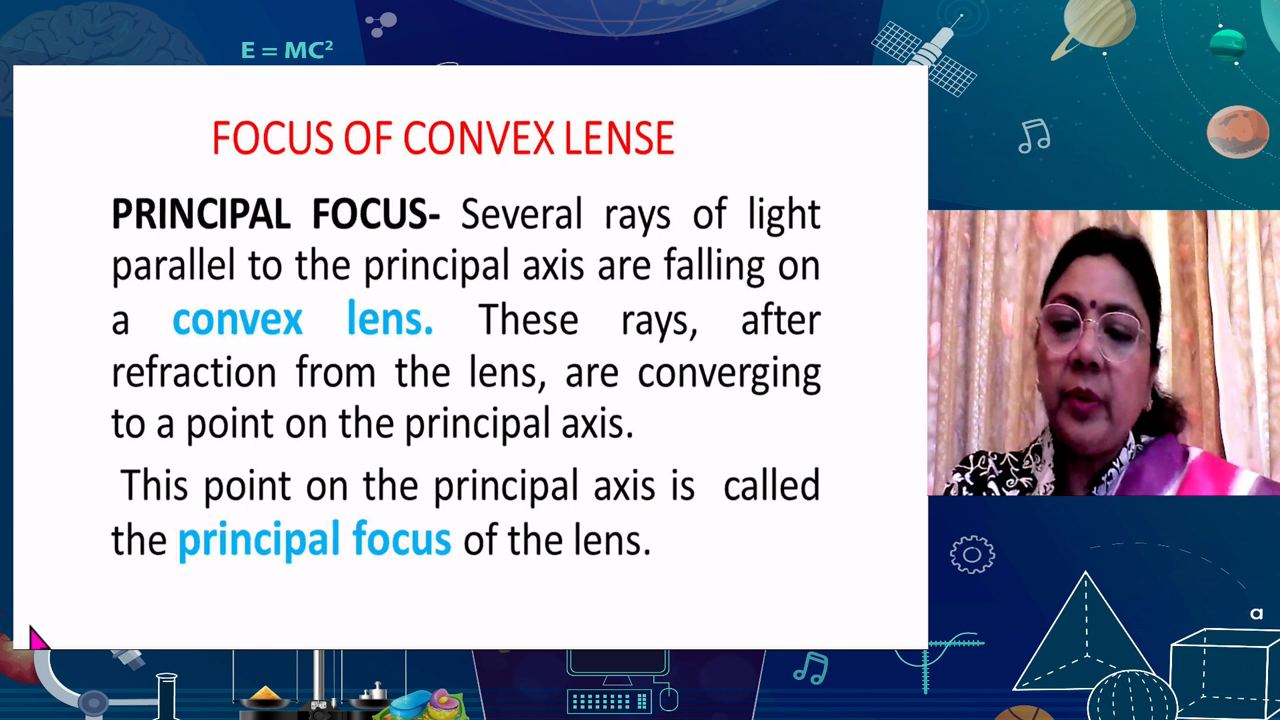 E = MC²
FOCUS OF CONVEX LENSE
PRINCIPAL FOCUS- Several rays of light
parallel to the principal axis are falling on
a convex lens. These rays, after
refraction from the lens, are converging
to a point on the principal axis.
This point on the principal axis is called
the principal focus of the lens.
a